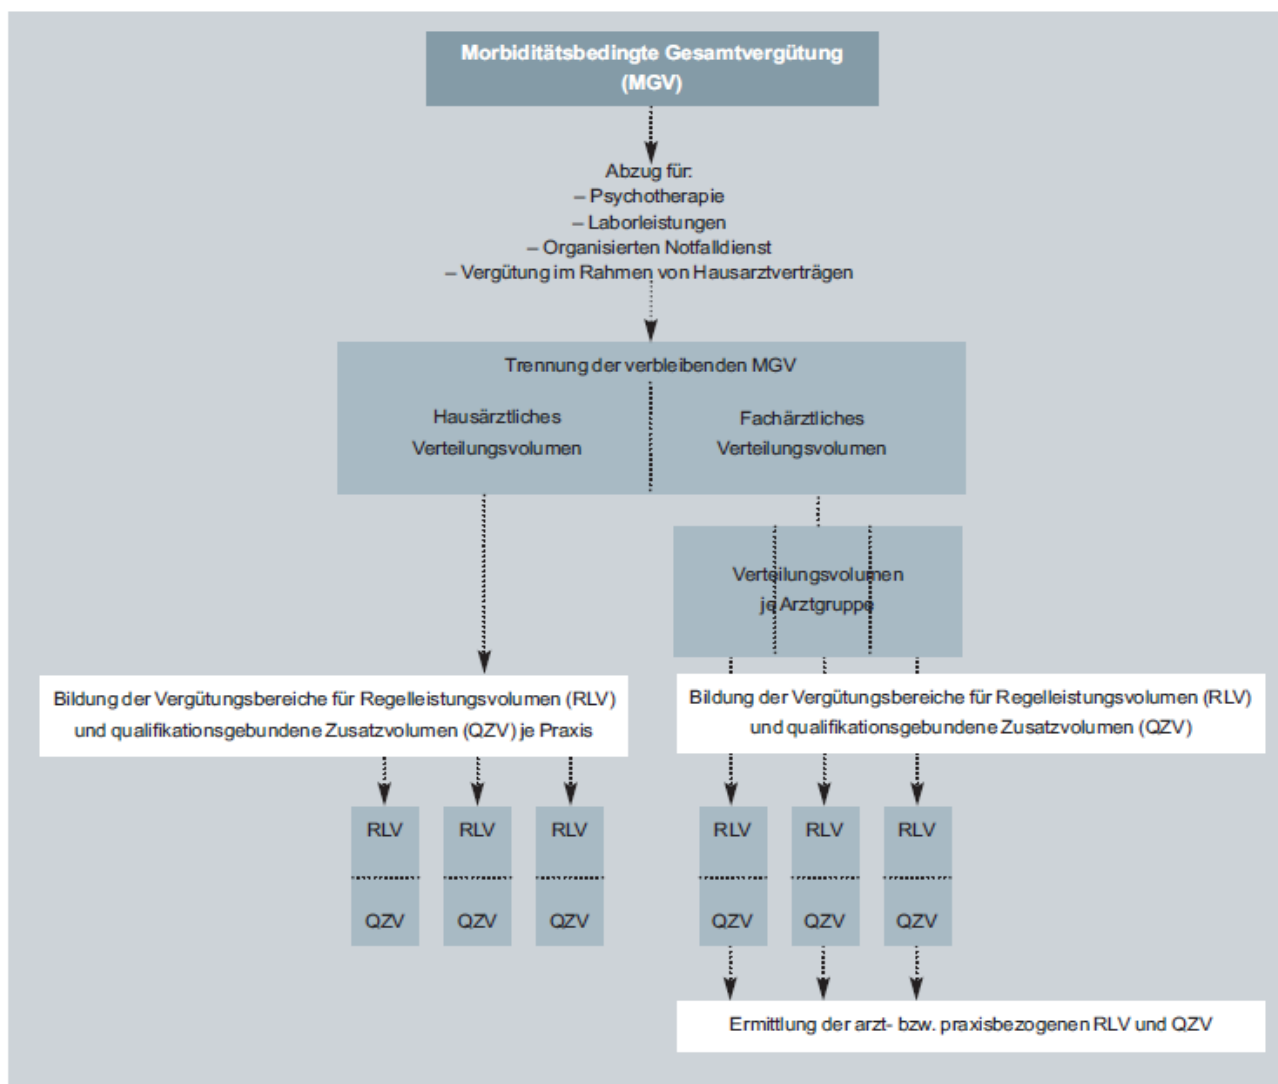 Morbiditätsbedingte Gesamtvergütung
(MGV)
Abzug für:
– Psychotherapie
– Laborleistungen
– Organisierten Notfalldienst
– Vergütung im Rahmen von Hausarztverträgen
Trennung der verbleibenden MGV
Hausärztliches
Verteilungsvolumen
Fachärztliches
Verteilungsvolumen
Verteilungsvolumen
je Arztgruppe
Bildung der Vergütungsbereiche für Regelleistungsvolumen (RLV)
und qualifikationsgebundene Zusatzvolumen (QZV) je Praxis
Bildung der Vergütungsbereiche für Regelleistungsvolumen (RLV)
und qualifikationsgebundene Zusatzvolumen (QZV)
RLV RLV RLV
QZV QZV QZV
RLV RLV RLV
QZV QZV QZV
Ermittlung der arzt- bzw. praxisbezogenen RLV und QZV